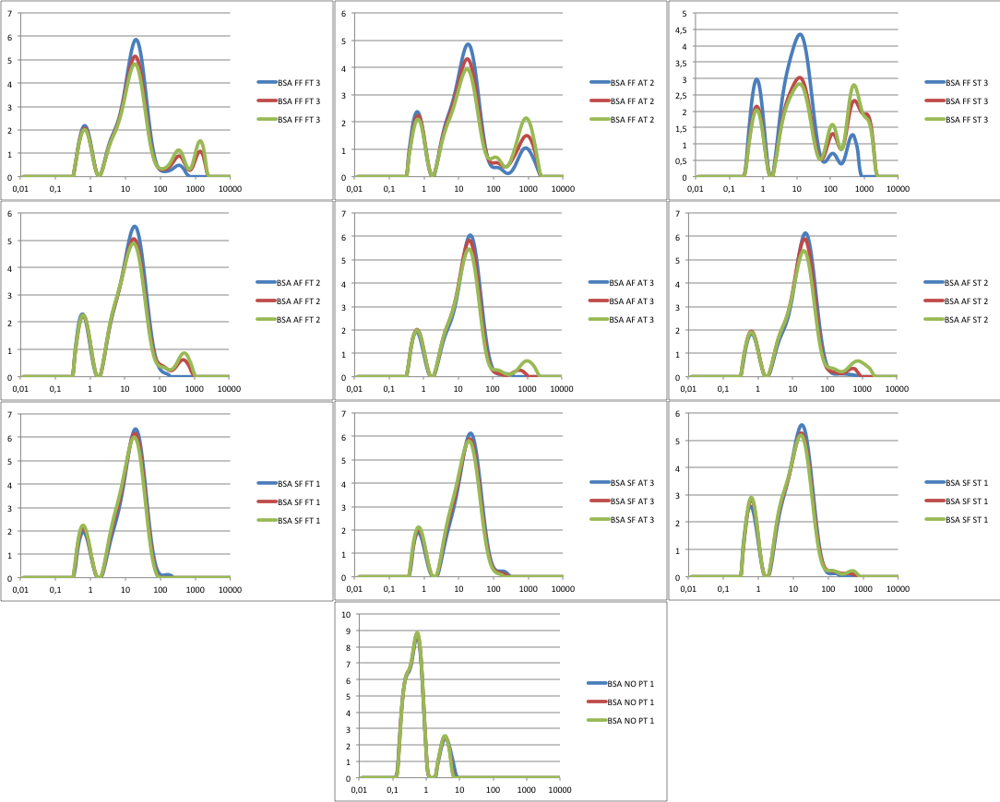 7
6
5
4
3
2
1
0
0,01 0,1 1 10 100 1000 10000
BSA FF FT 3
BSA FF FT 3
BSA FF FT 3
6
5
4
3
2
1
0
0,01 0,1 1 10 100 1000 10000
BSA FF AT 2
BSA FF AT 2
BSA FF AT 2
5
4,5
4
3,5
3
2,5
2
1,5
1
0,5
0
0,01 0,1 1 10 100 1000 10000
BSA FF ST 3
BSA FF ST 3
BSA FF ST 3
6
5
4
3
2
1
0
0,01 0,1 1 10 100 1000 10000
BSA AF FT 2
BSA AF FT 2
BSA AF FT 2
7
6
5
4
3
2
1
0
0,01 0,1 1 10 100 1000 10000
BSA AF AT 3
BSA AF AT 3
BSA AF AT 3
7
6
5
4
3
2
1
0
0,01 0,1 1 10 100 1000 10000
BSA AF ST 2
BSA AF ST 2
BSA AF ST 2
7
6
5
4
3
2
1
0
0,01 0,1 1 10 100 1000 10000
BSA SF FT 1
BSA SF FT 1
BSA SF FT 1
7
6
5
4
3
2
1
0
0,01 0,1 1 10 100 1000 10000
BSA SF AT 3
BSA SF AT 3
BSA SF AT 3
6
5
4
3
2
1
0
0,01 0,1 1 10 100 1000 10000
BSA SF ST 1
BSA SF ST 1
BSA SF ST 1
10
9
8
7
6
5
4
3
2
1
0
0,01 0,1 1 10 100 1000 10000
BSA NO PT 1
BSA NO PT 1
BSA NO PT 1